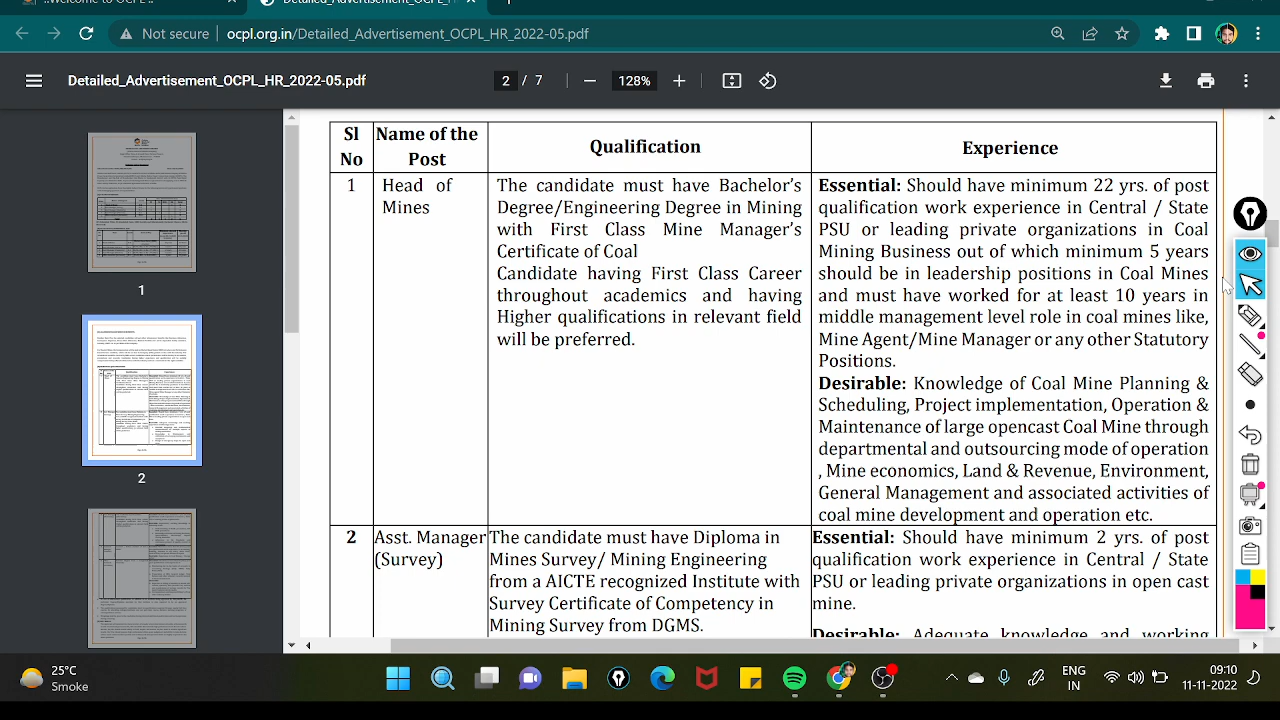 ..Welcome to OCPL ..
Detailed_Advertisement_OCPL_H
Not secure
ocpl.org.in/Detailed_Advertisement_OCPL_HR_2022-05.pdf
Detailed_Advertisement_OCPL_HR_2022-05.pdf
2 / 7
128%
Sl No
Name of the Post
Qualification
Experience
1
Head of
Mines
The candidate must have Bachelor's
Degree/Engineering Degree in Mining
with First Class Mine Manager's
Certificate of Coal
Candidate having First Class Career
throughout academics and having
Higher qualifications in relevant field
will be preferred.
Essential: Should have minimum 22 yrs. of post
qualification work experience in Central / State
PSU or leading private organizations in Coal
Mining Business out of which minimum 5 years
should be in leadership positions in Coal Mines
and must have worked for at least 10 years in
middle management level role in coal mines like,
Mine Agent/Mine Manager or any other Statutory
Positions.
Desirable: Knowledge of Coal Mine Planning &
Scheduling, Project implementation, Operation &
Maintenance of large opencast Coal Mine through
departmental and outsourcing mode of operation
, Mine economics, Land & Revenue, Environment,
General Management and associated activities of
coal mine development and operation etc.
2
Asst. Manager
(Survey)
The candidate must have Diploma in
Mines Survey/ Mining Engineering
from a AICTE recognized Institute with
Survey Certificate of Competency in
Mining Survey from DGMS.
Essential: Should have minimum 2 yrs. of post
qualification work experience in Central / State
PSU or leading private organizations in open cast
mine.
Desirable: Adequate knowledge and working
1
2
25°C
Smoke
ENG
IN
09:10
11-11-2022